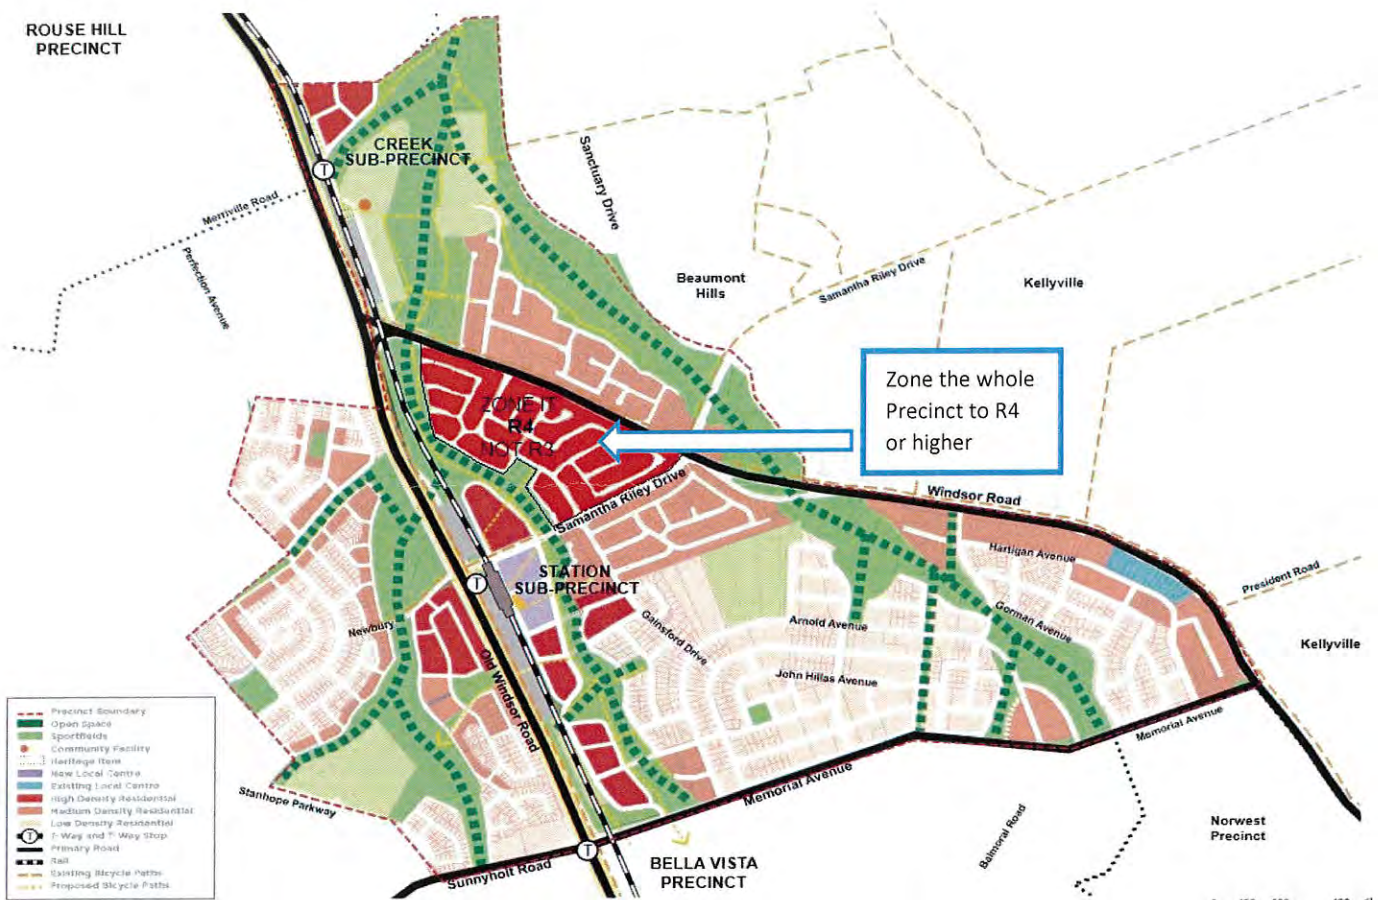 ROUSE HILL
PRECINCT
CREEK
SUB-PRECINCT
T
Merriville Road
Perfection Avenue
Sanctuary Drive
Beaumont
Hills
Samantha Riley Drive
Kellyville
ZONE IT
R4
NOT R3
Zone the whole
Precinct to R4
or higher
Samantha Riley Drive
Windsor Road
Hartigan Avenue
President Road
STATION
SUB-PRECINCT
T
Newbury
Gainsford Drive
Arnold Avenue
Gorman Avenue
Kellyville
Old Windsor Road
John Hillas Avenue
Memorial Avenue
Stanhope Parkway
Memorial Avenue
Balmoral Road
Norwest
Precinct
T
Sunnyholt Road
BELLA VISTA
PRECINCT
Precinct Boundary
Open Space
Sportfields
Community Facility
Heritage Item
New Local Centre
Existing Local Centre
High Density Residential
Medium Density Residential
Low Density Residential
T T-Way and T-Way Stop
Primary Road
Rail
Existing Bicycle Paths
Proposed Bicycle Paths